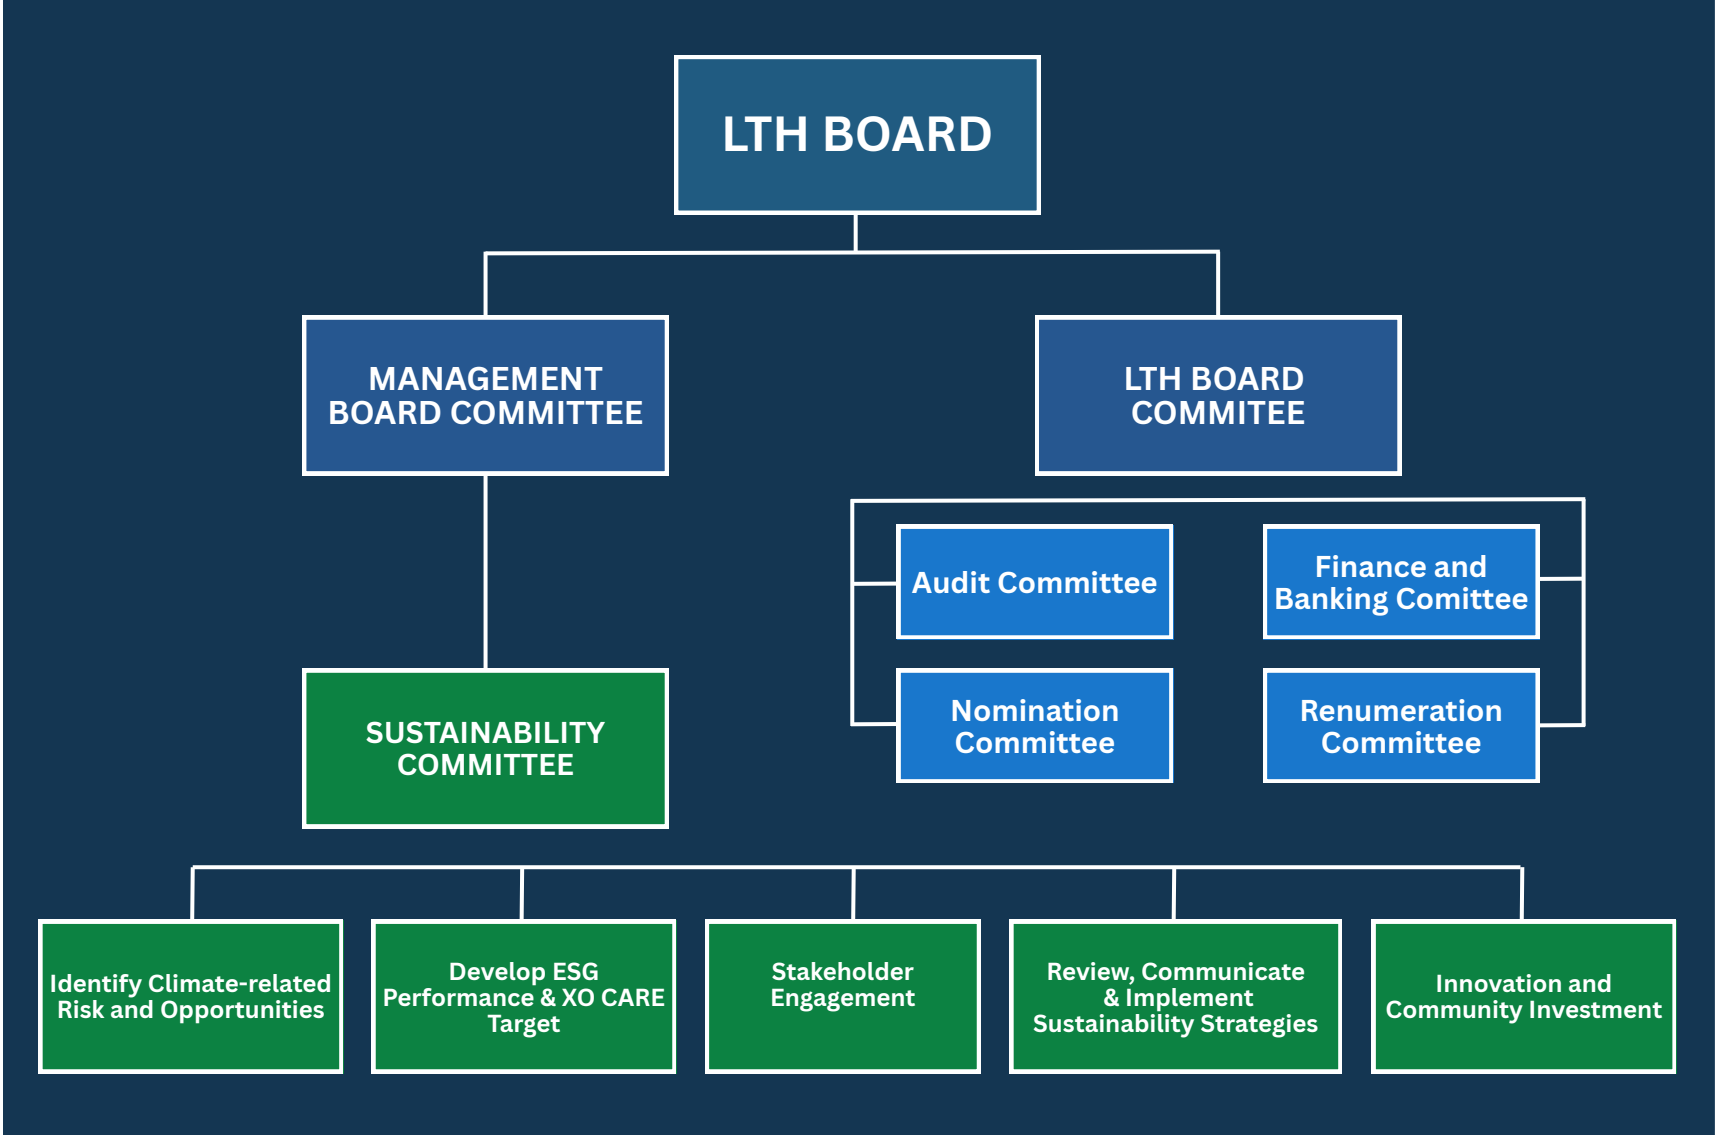 LTH BOARD
MANAGEMENT
BOARD COMMITTEE
LTH BOARD
COMMITEE
Audit Committee
Finance and
Banking Comittee
Nomination
Committee
Renumeration
Committee
SUSTAINABILITY
COMMITTEE
Identify Climate-related
Risk and Opportunities
Develop ESG
Performance & XO CARE
Target
Stakeholder
Engagement
Review, Communicate
& Implement
Sustainability Strategies
Innovation and
Community Investment